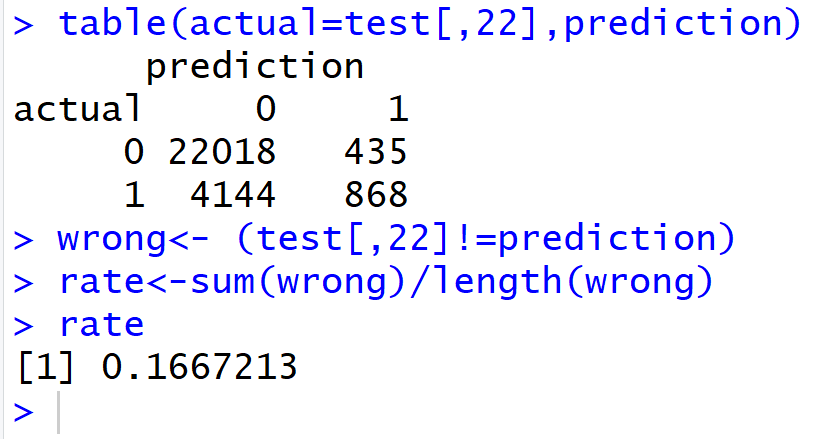 > table(actual=test[,22],prediction)
prediction
actual 0 1
0 22018 435
1 4144 868
> wrong<- (test[,22]!=prediction)
> rate<-sum(wrong)/length(wrong)
> rate
[1] 0.1667213
>